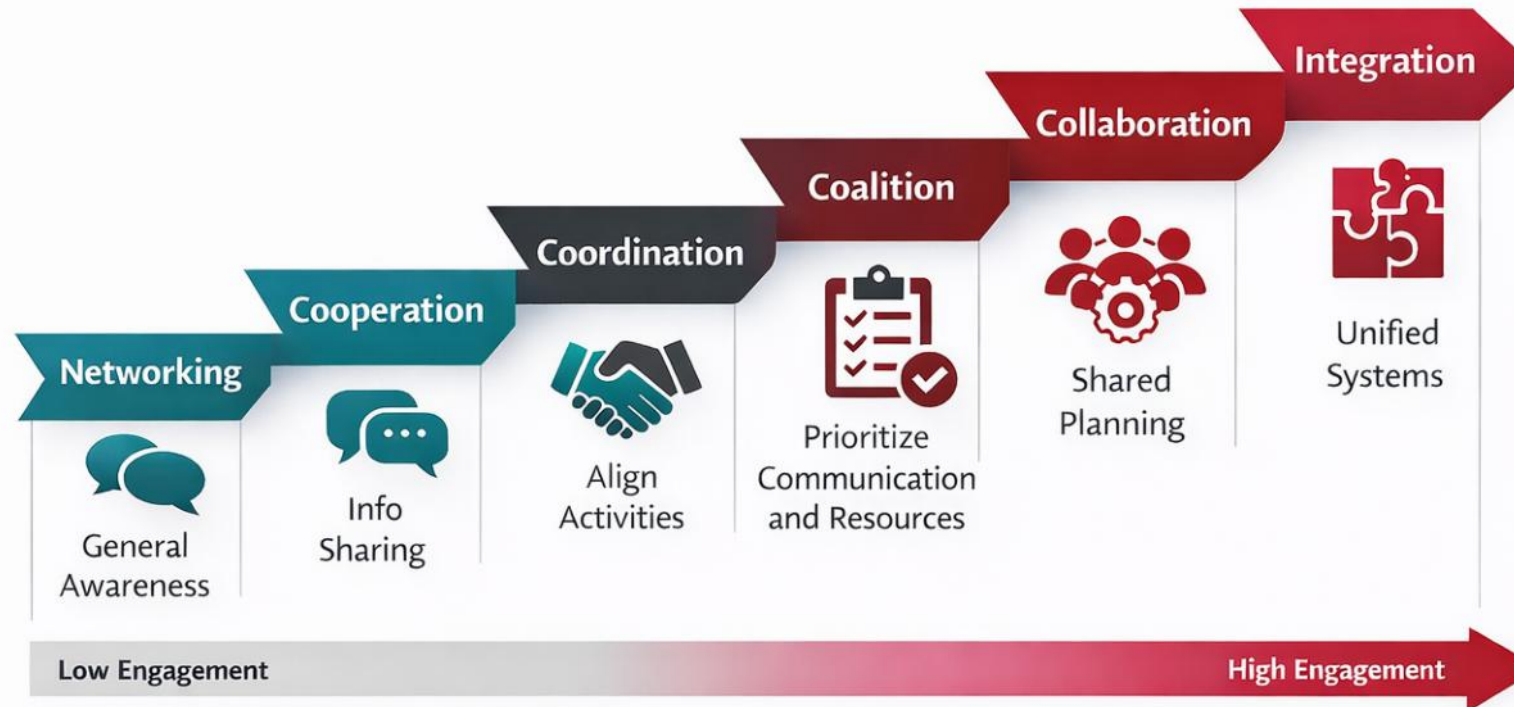 Networking
General
Awareness
Cooperation
Info
Sharing
Coordination
Align
Activities
Coalition
Prioritize
Communication
and Resources
Collaboration
Shared
Planning
Integration
Unified
Systems
Low Engagement
High Engagement